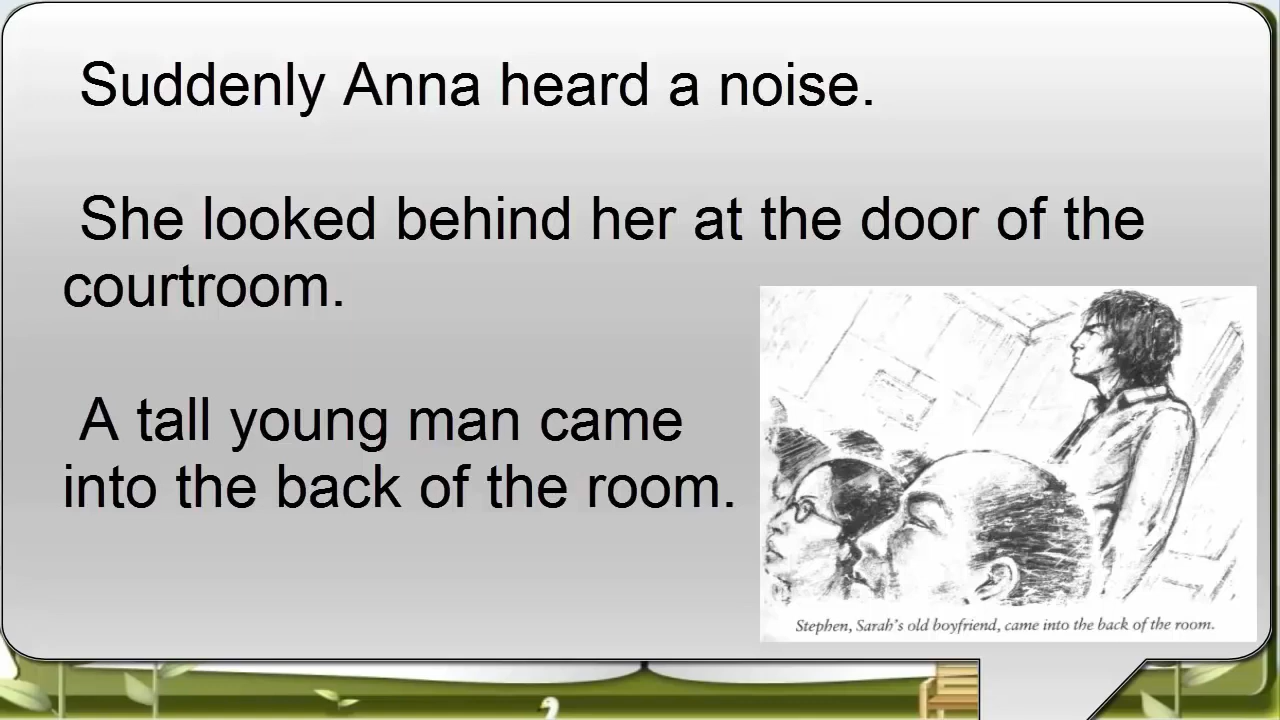 Suddenly Anna heard a noise.
She looked behind her at the door of the
courtroom.
A tall young man came
into the back of the room.
Stephen, Sarah's old boyfriend, came into the back of the room.